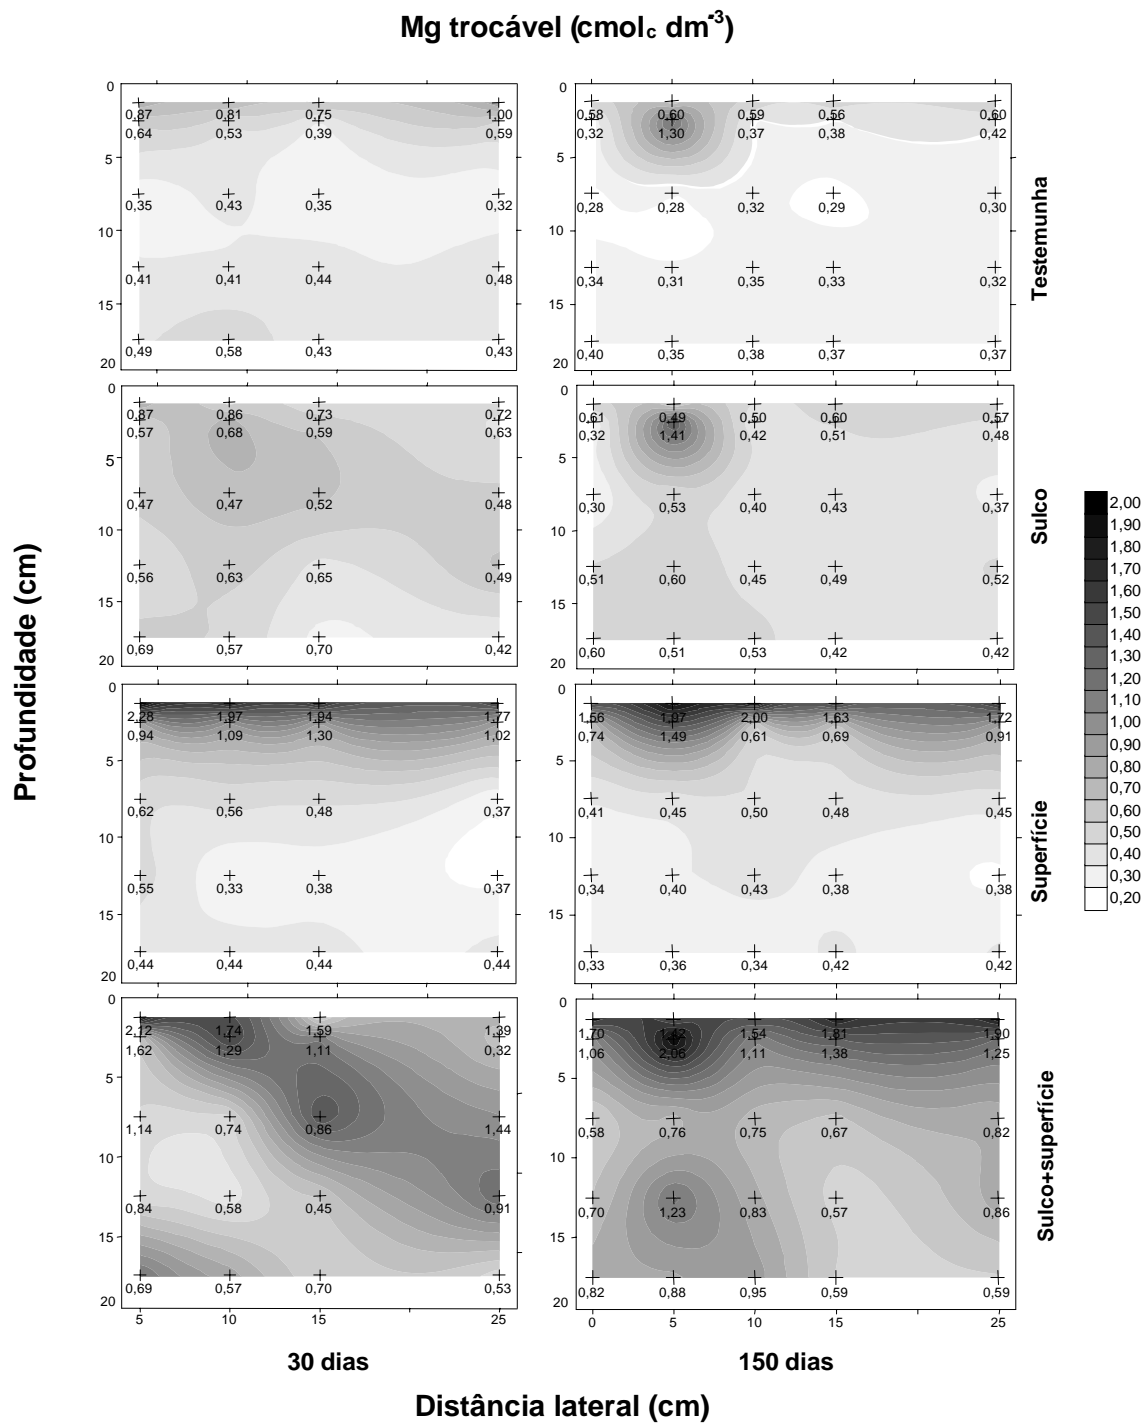 Mg trocável (cmolc dm-3)
0
0,87 0,81 0,75 1,00
0,64 0,53 0,39 0,59
5
0,35 0,43 0,35 0,32
10
0,41 0,41 0,44 0,48
15
0,49 0,58 0,43 0,43
20
0
0,58 0,60 0,59 0,56 0,60
0,32 1,30 0,37 0,38 0,42
5
0,28 0,28 0,32 0,29 0,30
10
0,34 0,31 0,35 0,33 0,32
15
0,40 0,35 0,38 0,37 0,37
20
Testemunha
0
0,87 0,86 0,73 0,72
0,57 0,68 0,59 0,63
5
0,47 0,47 0,52 0,48
10
0,56 0,63 0,65 0,49
15
0,69 0,57 0,70 0,42
20
0
0,61 0,49 0,50 0,60 0,57
0,32 1,41 0,42 0,51 0,48
5
0,30 0,53 0,40 0,43 0,37
10
0,51 0,60 0,45 0,49 0,52
15
0,60 0,51 0,53 0,42 0,42
20
Sulco
Profundidade (cm)
0
2,28 1,97 1,94 1,77
0,94 1,09 1,30 1,02
5
0,62 0,56 0,48 0,37
10
0,55 0,33 0,38 0,37
15
0,44 0,44 0,44 0,44
20
0
1,56 1,97 2,00 1,63 1,72
0,74 1,49 0,61 0,69 0,91
5
0,41 0,45 0,50 0,48 0,45
10
0,34 0,40 0,43 0,38 0,38
15
0,33 0,36 0,34 0,42 0,42
20
Superfície
0
2,12 1,74 1,59 1,39
1,62 1,29 1,11 0,32
5
1,14 0,74 0,86 1,44
10
0,84 0,58 0,45 0,91
15
0,69 0,57 0,70 0,53
20
5 10 15 25
0
1,70 1,42 1,54 1,81 1,90
1,06 2,06 1,11 1,38 1,25
5
0,58 0,76 0,75 0,67 0,82
10
0,70 1,23 0,83 0,57 0,86
15
0,82 0,88 0,95 0,59 0,59
20
0 5 10 15 25
Sulco+superfície
2,00
1,90
1,80
1,70
1,60
1,50
1,40
1,30
1,20
1,10
1,00
0,90
0,80
0,70
0,60
0,50
0,40
0,30
0,20
30 dias
150 dias
Distância lateral (cm)